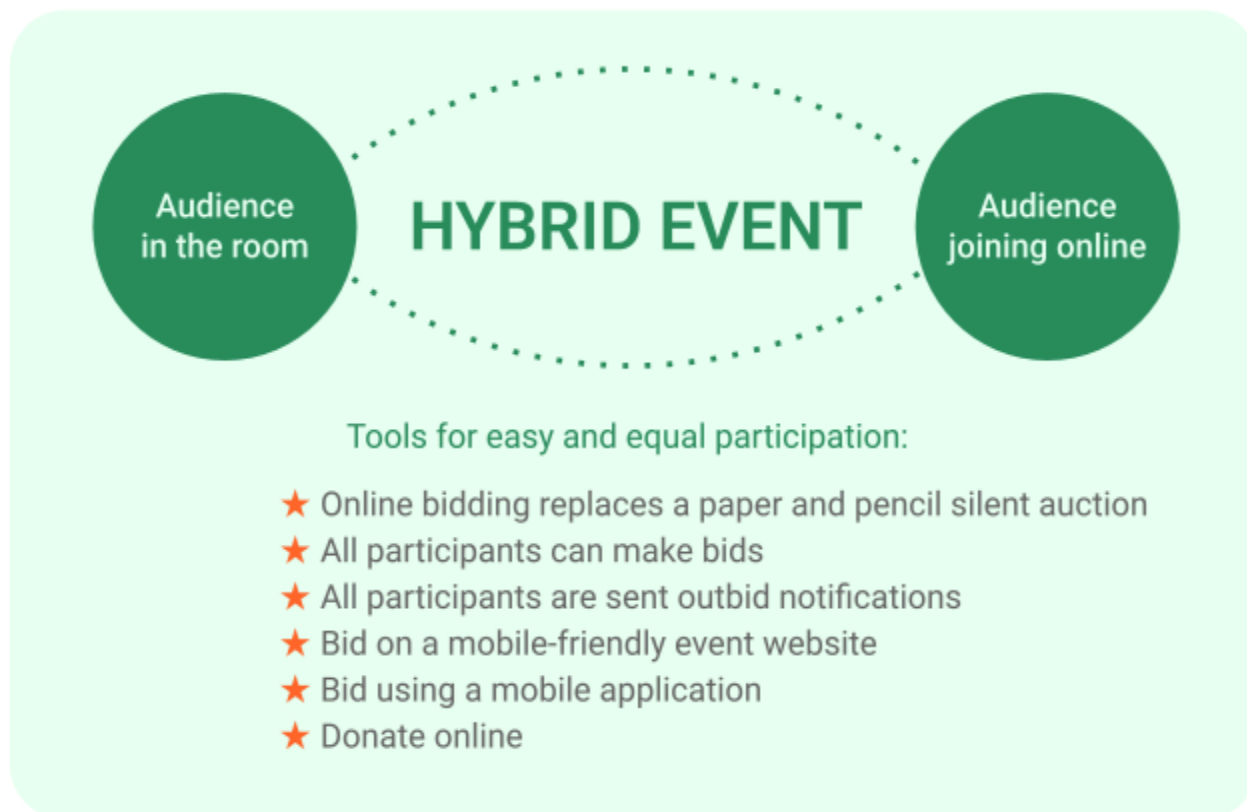 Audience
in the room
HYBRID EVENT
Audience
joining online
Tools for easy and equal participation:
★ Online bidding replaces a paper and pencil silent auction
★ All participants can make bids
★ All participants are sent outbid notifications
★ Bid on a mobile-friendly event website
★ Bid using a mobile application
★ Donate online